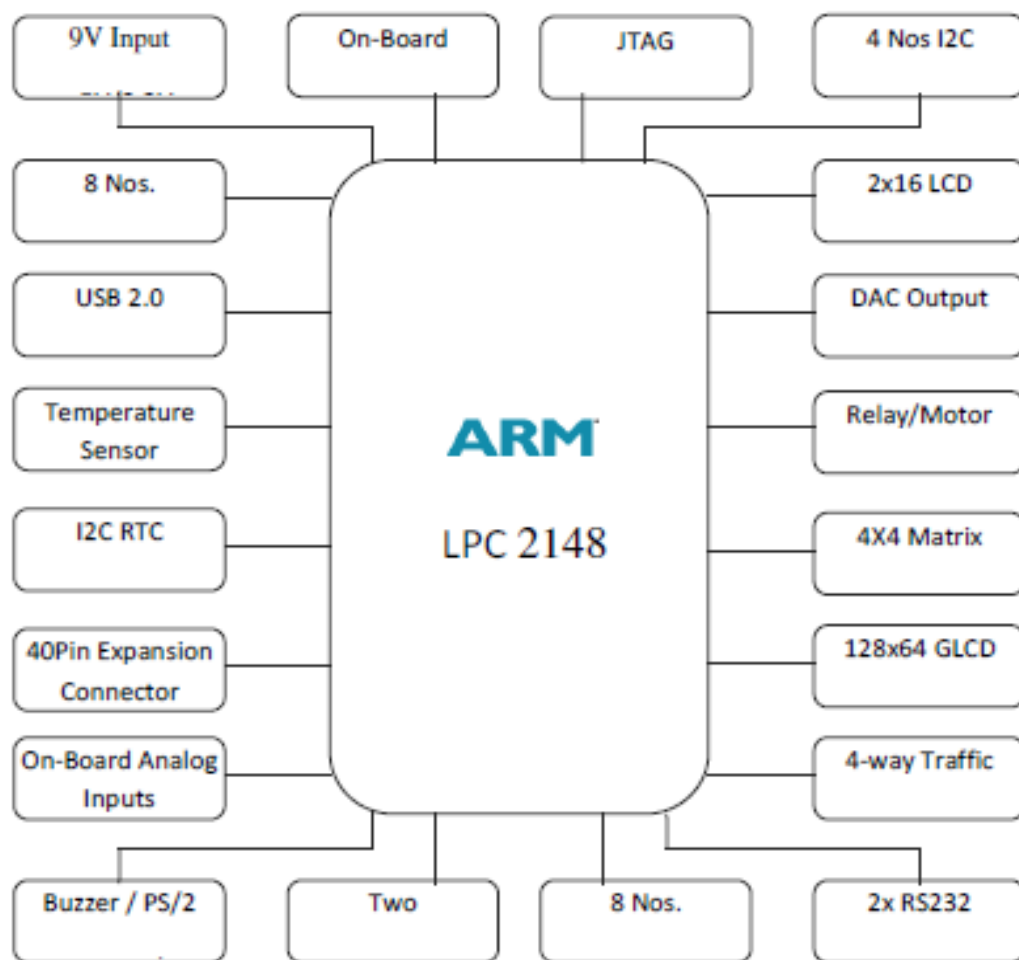 9V Input
On-Board
JTAG
4 Nos I2C
8 Nos.
2x16 LCD
USB 2.0
DAC Output
Temperature
Sensor
Relay/Motor
ARM
I2C RTC
LPC 2148
4X4 Matrix
40Pin Expansion
Connector
128x64 GLCD
On-Board Analog
Inputs
4-way Traffic
Buzzer / PS/2
Two
8 Nos.
2x RS232